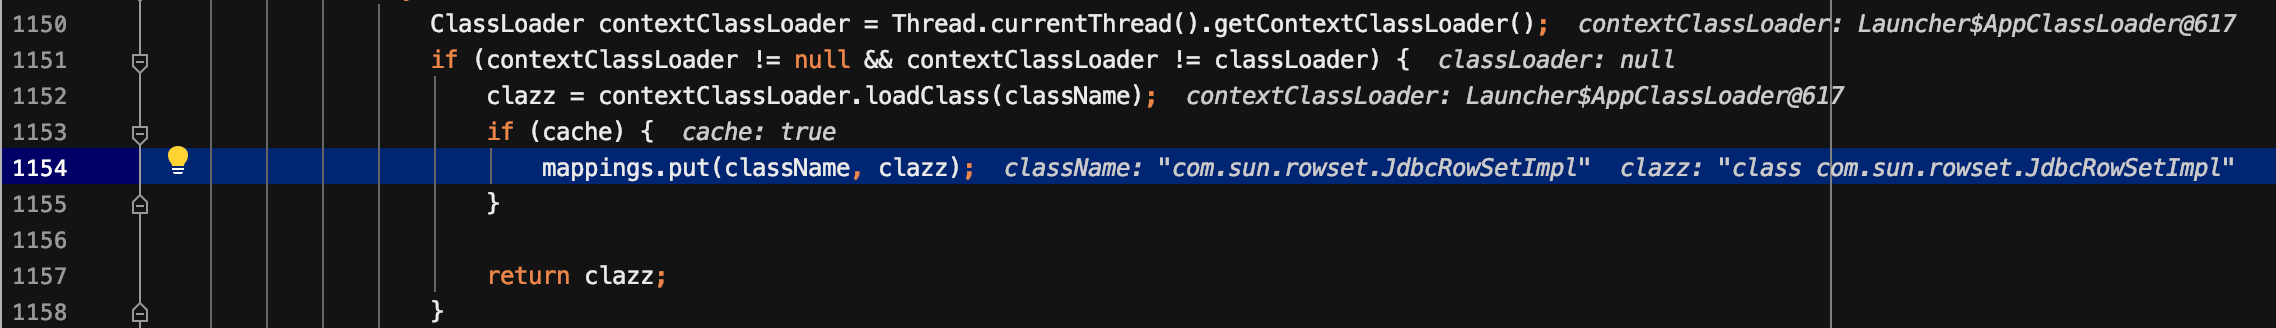 1150 ClassLoader contextClassLoader = Thread.currentThread().getContextClassLoader(); contextClassLoader: Launcher$AppClassLoader@617
1151 if (contextClassLoader != null && contextClassLoader != classLoader) { classLoader: null
1152 clazz = contextClassLoader.loadClass(className); contextClassLoader: Launcher$AppClassLoader@617
1153 if (cache) { cache: true
1154 mappings.put(className, clazz); className: "com.sun.rowset.JdbcRowSetImpl" clazz: "class com.sun.rowset.JdbcRowSetImpl"
1155 }
1156
1157 return clazz;
1158 }